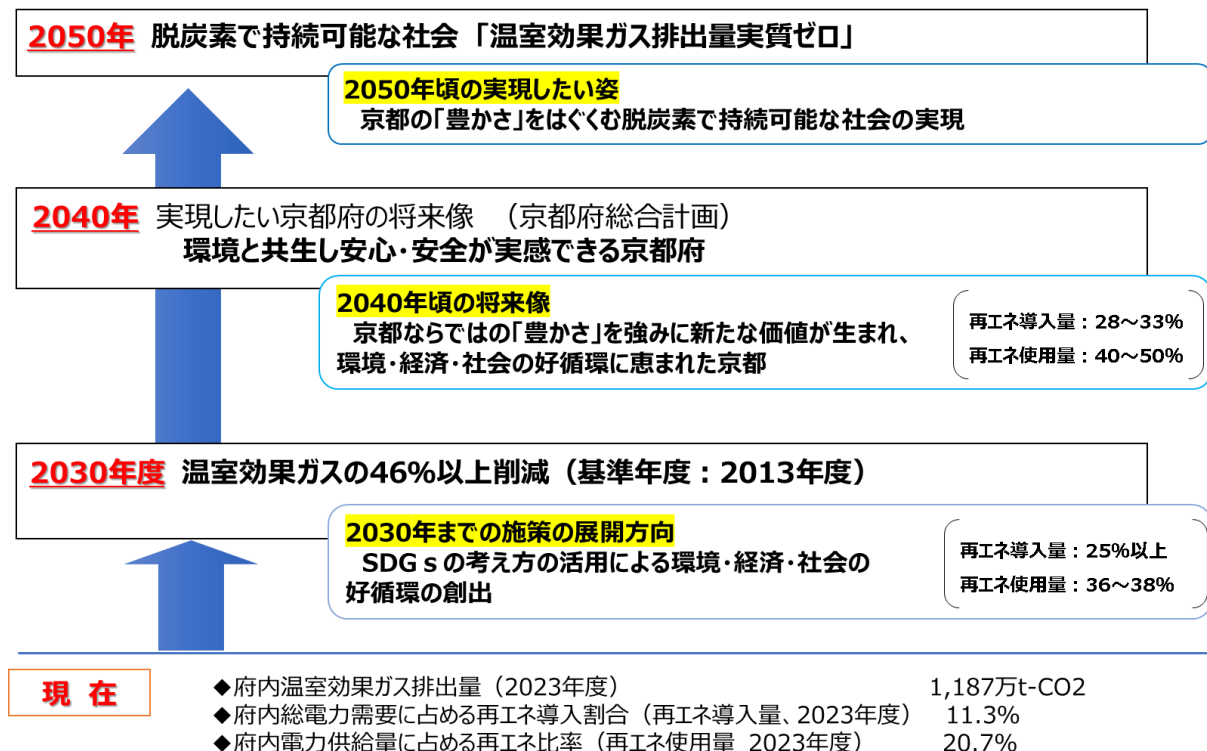 2050年 脱炭素で持続可能な社会「温室効果ガス排出量実質ゼロ」
2050年頃の実現したい姿
京都の「豊かさ」をはぐくむ脱炭素で持続可能な社会の実現
2040年 実現したい京都府の将来像 （京都府総合計画）
環境と共生し安心・安全が実感できる京都府
2040年頃の将来像
京都ならではの「豊かさ」を強みに新たな価値が生まれ、
環境・経済・社会の好循環に恵まれた京都
再エネ導入量：28～33%
再エネ使用量：40～50%
2030年度 温室効果ガスの46%以上削減（基準年度：2013年度）
2030年までの施策の展開方向
SDGｓの考え方の活用による環境・経済・社会の
好循環の創出
再エネ導入量：25%以上
再エネ使用量：36～38%
現 在
◆府内温室効果ガス排出量（2023年度） 1,187万t-CO2
◆府内総電力需要に占める再エネ導入割合（再エネ導入量、2023年度） 11.3%
◆府内電力供給量に占める再エネ比率（再エネ使用量 2023年度） 20.7%